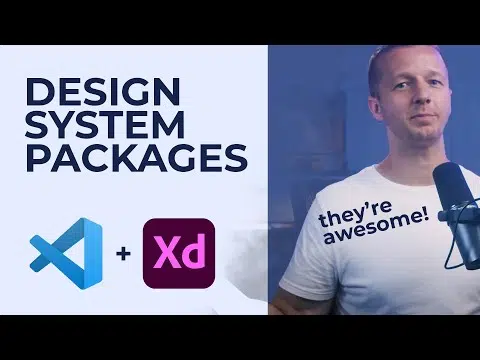 DESIGN
SYSTEM
PACKAGES
+
Xd
they're
awesome!